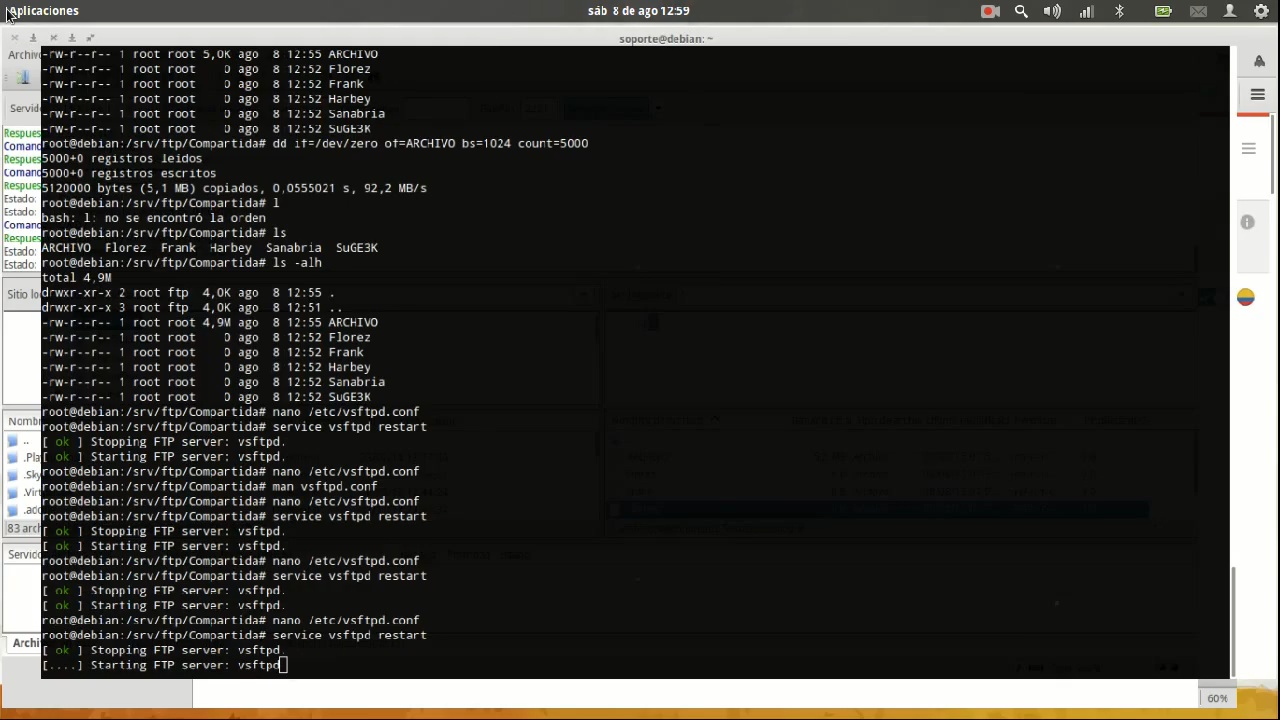 Aplicaciones
sáb 8 de ago 12:59
soporte@debian: ~
Archivo
Servido
Respues
Comand
Respues
Comand
Respues
Estado:
Estado:
Comand
Respues
Estado:
Estado:
Sitio loc
Nombr
..
.Pla
.Sky
.Virt
.ado
83 arch
Servido
Archi
-rw-r--r-- 1 root root 5,0K ago  8 12:55 ARCHIVO
-rw-r--r-- 1 root root    0 ago  8 12:52 Florez
-rw-r--r-- 1 root root    0 ago  8 12:52 Frank
-rw-r--r-- 1 root root    0 ago  8 12:52 Harbey
-rw-r--r-- 1 root root    0 ago  8 12:52 Sanabria
-rw-r--r-- 1 root root    0 ago  8 12:52 SuGE3K
root@debian:/srv/ftp/Compartida# dd if=/dev/zero of=ARCHIVO bs=1024 count=5000
5000+0 registros leídos
5000+0 registros escritos
5120000 bytes (5,1 MB) copiados, 0,0555021 s, 92,2 MB/s
root@debian:/srv/ftp/Compartida# l
bash: l: no se encontró la orden
root@debian:/srv/ftp/Compartida# ls
ARCHIVO  Florez  Frank  Harbey  Sanabria  SuGE3K
root@debian:/srv/ftp/Compartida# ls -alh
total 4,9M
drwxr-xr-x 2 root ftp  4,0K ago  8 12:55 .
drwxr-xr-x 3 root ftp  4,0K ago  8 12:51 ..
-rw-r--r-- 1 root root 4,9M ago  8 12:55 ARCHIVO
-rw-r--r-- 1 root root    0 ago  8 12:52 Florez
-rw-r--r-- 1 root root    0 ago  8 12:52 Frank
-rw-r--r-- 1 root root    0 ago  8 12:52 Harbey
-rw-r--r-- 1 root root    0 ago  8 12:52 Sanabria
-rw-r--r-- 1 root root    0 ago  8 12:52 SuGE3K
root@debian:/srv/ftp/Compartida# nano /etc/vsftpd.conf
root@debian:/srv/ftp/Compartida# service vsftpd restart
[ ok ] Stopping FTP server: vsftpd.
[ ok ] Starting FTP server: vsftpd.
root@debian:/srv/ftp/Compartida# nano /etc/vsftpd.conf
root@debian:/srv/ftp/Compartida# man vsftpd.conf
root@debian:/srv/ftp/Compartida# nano /etc/vsftpd.conf
root@debian:/srv/ftp/Compartida# service vsftpd restart
[ ok ] Stopping FTP server: vsftpd.
[ ok ] Starting FTP server: vsftpd.
root@debian:/srv/ftp/Compartida# nano /etc/vsftpd.conf
root@debian:/srv/ftp/Compartida# service vsftpd restart
[ ok ] Stopping FTP server: vsftpd.
[ ok ] Starting FTP server: vsftpd.
root@debian:/srv/ftp/Compartida# nano /etc/vsftpd.conf
root@debian:/srv/ftp/Compartida# service vsftpd restart
[ ok ] Stopping FTP server: vsftpd.
[....] Starting FTP server: vsftpd
60%